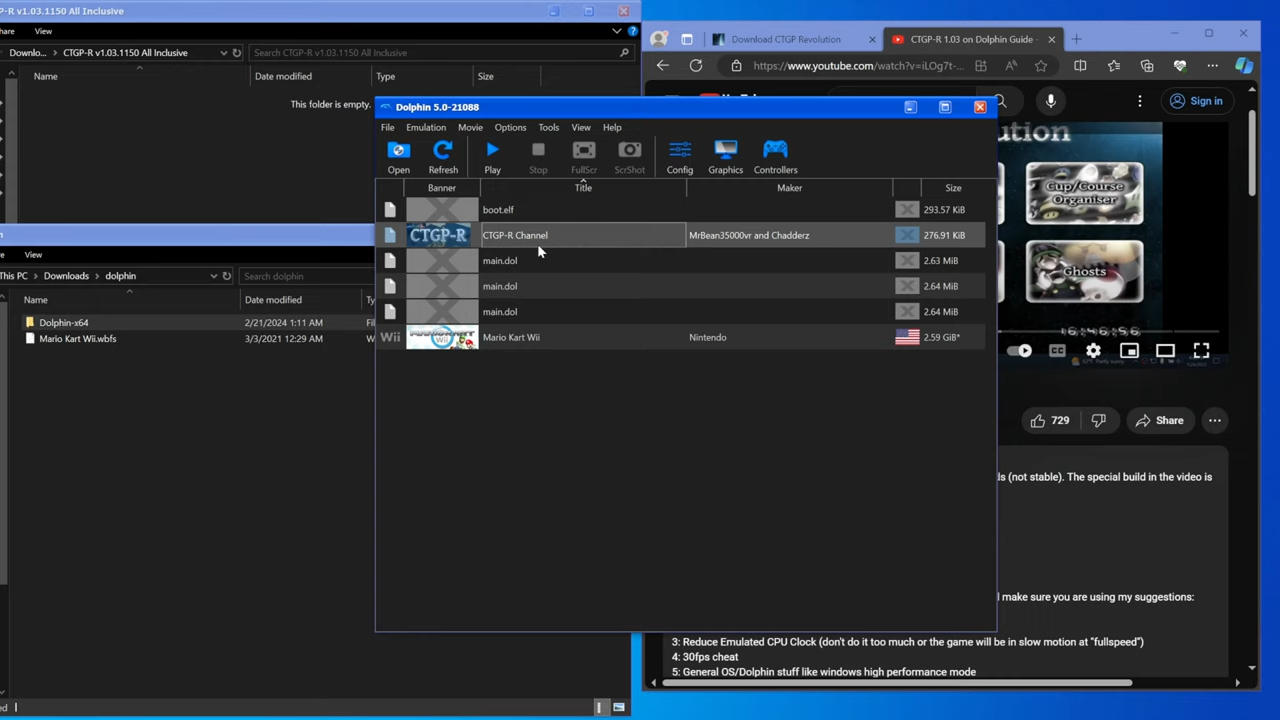 P-R v1.03.1150 All Inclusive
hare View
Downlo... CTGP-R v1.03.1150 All Inclusive Search CTGP-R v1.03.1150 All Inclusive
Name Date modified Type Size
This folder is empty.
This PC Downloads dolphin Search dolphin
View
Name Date modified
Dolphin-x64 2/21/2024 1:11 AM Fil
Mario Kart Wii.wbfs 3/3/2021 12:29 AM
ed
Dolphin 5.0-21088
File Emulation Movie Options Tools View Help
Open Refresh Play Stop FullScr ScrShot Config Graphics Controllers
Banner Title Maker Size
boot.elf 293.57 KiB
CTGP-R CTGP-R Channel MrBean35000vr and Chadderz 276.91 KiB
main.dol 2.63 MiB
main.dol 2.64 MiB
main.dol 2.64 MiB
Wii Mario Kart Wii Nintendo 2.59 GiB*
Download CTGP Revolution CTGP-R 1.03 on Dolphin Guide -
https://www.youtube.com/watch?v=iLOg7t-...
Sign in
olution
Cup/Course
Organiser
Ghosts
CC
729 Share
ds (not stable). The special build in the video is
l make sure you are using my suggestions:
3: Reduce Emulated CPU Clock (don't do it too much or the game will be in slow motion at "fullspeed")
4: 30fps cheat
5: General OS/Dolphin stuff like windows high performance mode